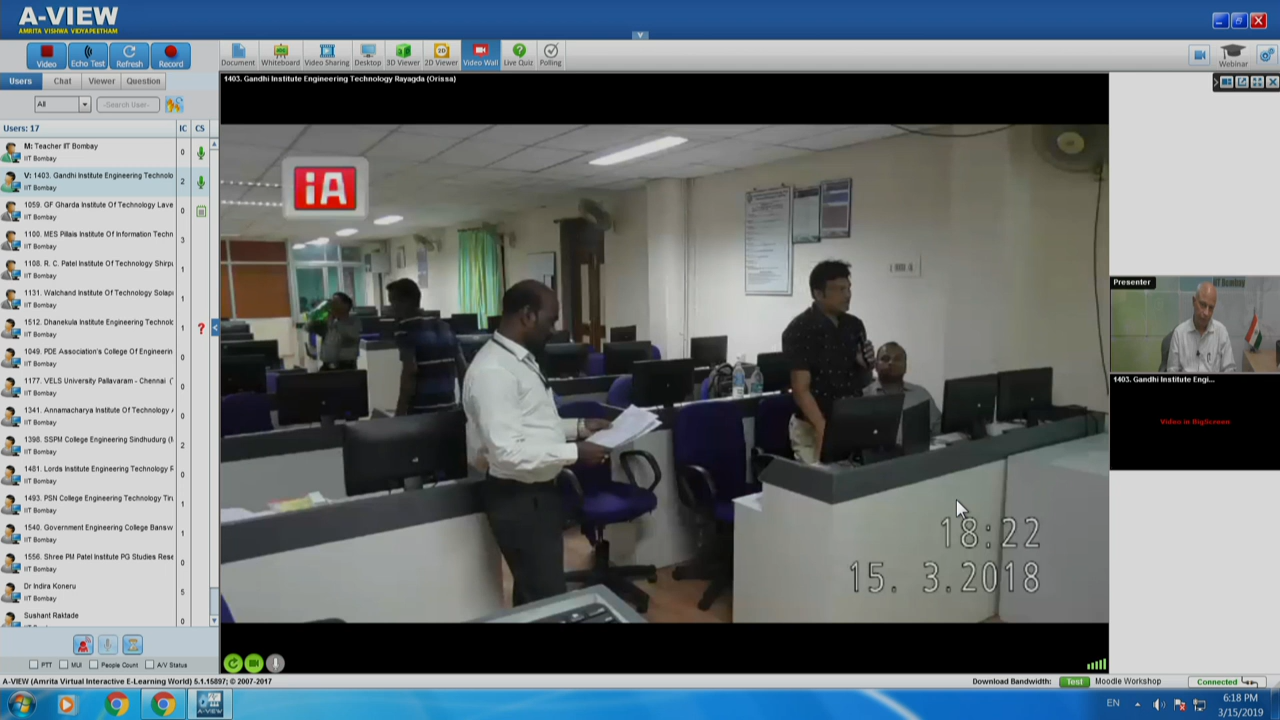 A-VIEW
AMRITA VISHWA VIDYAPEETHAM
Video
Echo Test
Refresh
Record
Document
Whiteboard
Video Sharing
Desktop
3D Viewer
2D Viewer
Video Wall
Live Quiz
Polling
Webinar
Users
Chat
Viewer
Question
All
-Search User-
Users: 17
IC
CS
M: Teacher IIT Bombay
IIT Bombay
0
V: 1403. Gandhi Institute Engineering Technolo
IIT Bombay
2
1059. GF Gharda Institute Of Technology Lave
IIT Bombay
0
1100. MES Pillais Institute Of Information Techn
IIT Bombay
3
1108. R. C. Patel Institute Of Technology Shirpu
IIT Bombay
1
1131. Walchand Institute Of Technology Solapu
IIT Bombay
1
1512. Dhanekula Institute Engineering Technol
IIT Bombay
1
?
1049. PDE Association's College Of Engineerin
IIT Bombay
0
1177. VELS University Pallavaram - Chennai (
IIT Bombay
0
1341. Annamacharya Institute Of Technology
IIT Bombay
0
1398. SSPM College Engineering Sindhudurg (
IIT Bombay
2
1481. Lords Institute Engineering Technology
IIT Bombay
0
1493. PSN College Engineering Technology Tin
IIT Bombay
1
1540. Government Engineering College Bansw
IIT Bombay
1
1556. Shree PM Patel Institute PG Studies Rese
IIT Bombay
0
Dr Indira Koneru
IIT Bombay
5
Sushant Raktade
IIT Bombay
0
PTT
MUI
People Count
A/V Status
1403. Gandhi Institute Engineering Technology Rayagda (Orissa)
iA
18:22
15. 3.2018
Presenter
IIT Bombay
1403. Gandhi Institute Engi...
Video in BigScreen
A-VIEW (Amrita Virtual Interactive E-Learning World) 5.1.15897; © 2007-2017
Download Bandwidth:
Test
Moodle Workshop
Connected
A-VIEW
EN
6:18 PM
3/15/2019